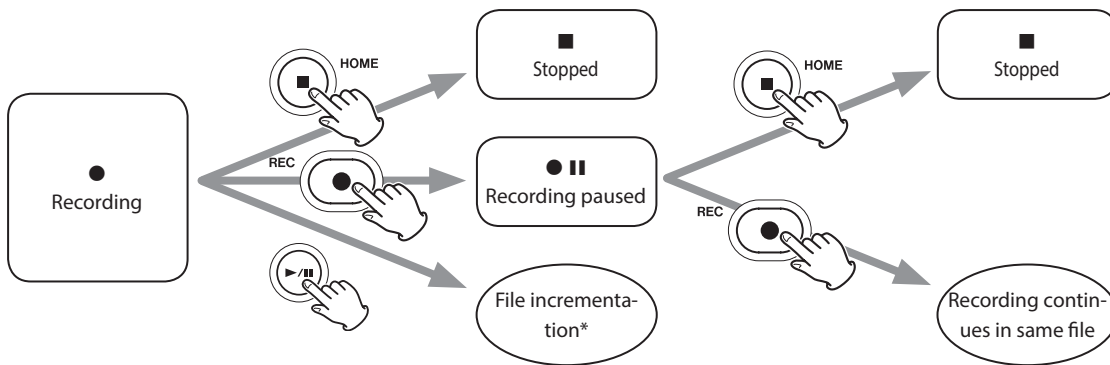 Recording
HOME
Stopped
REC
Recording paused
File incrementa-
tion*
HOME
Stopped
REC
Recording contin-
ues in same file